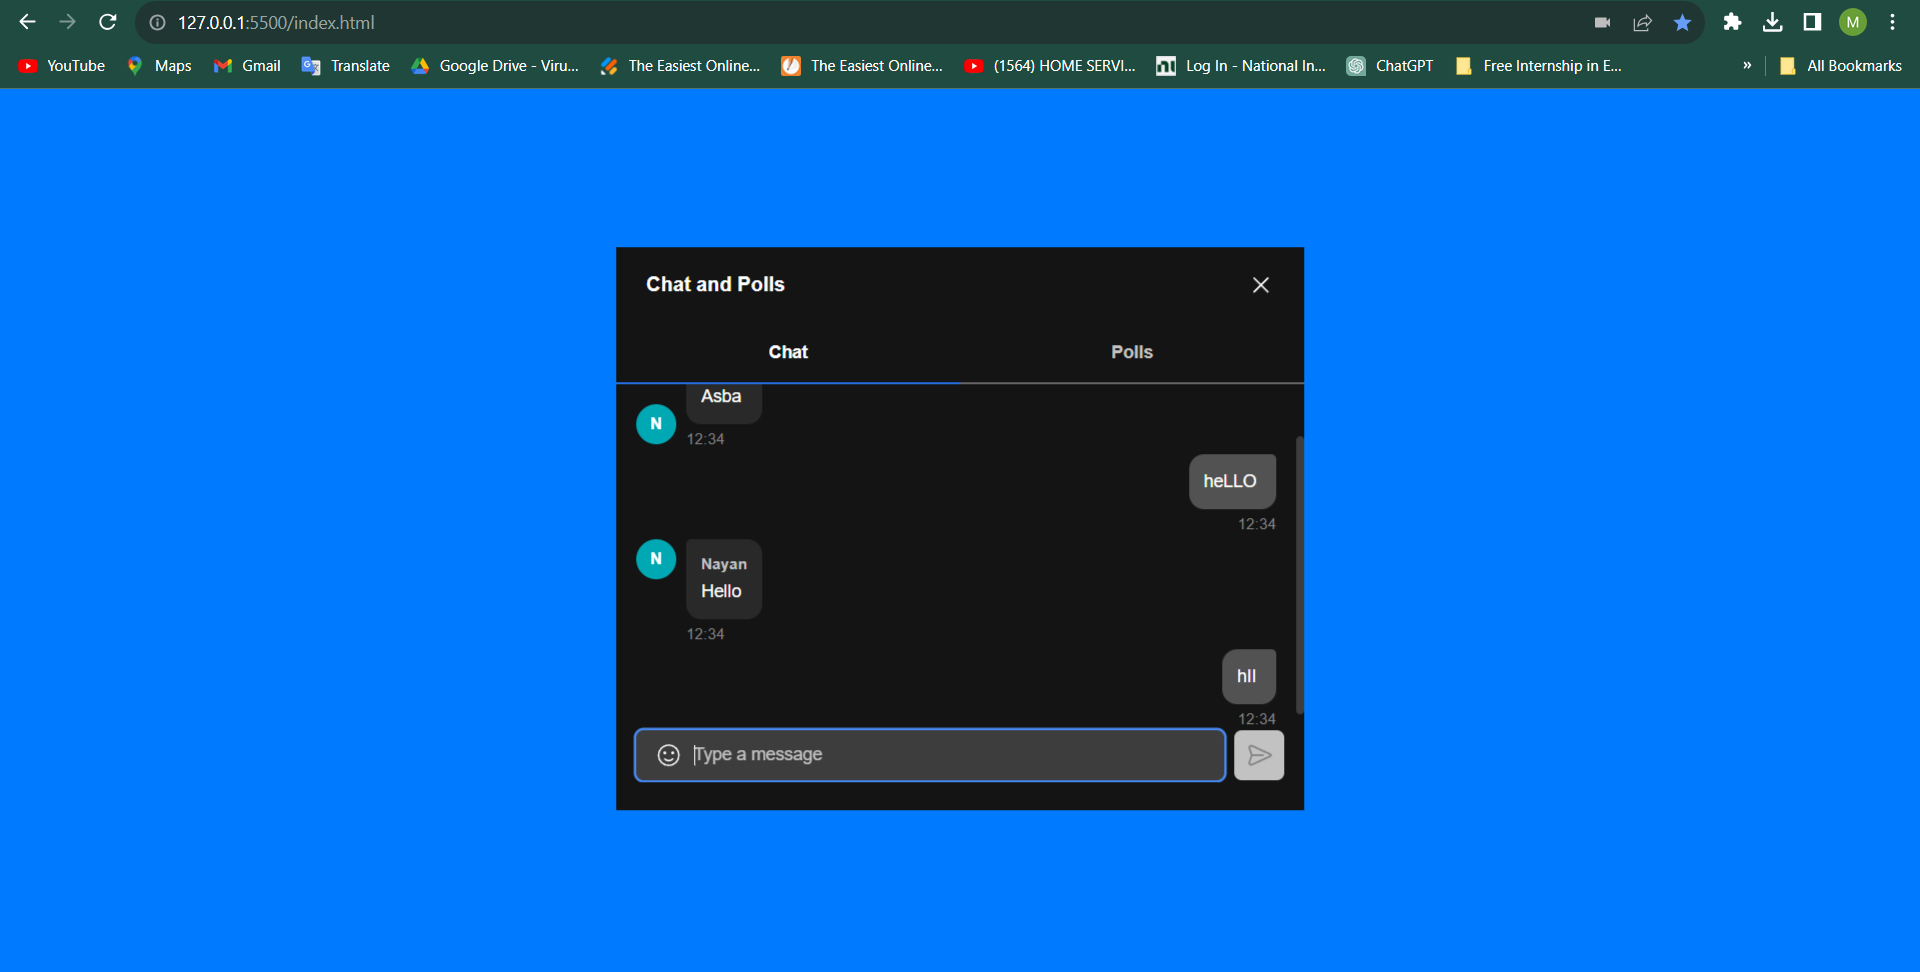 127.0.0.1:5500/index.html
M
YouTube Maps Gmail Translate Google Drive - Viru... The Easiest Online... The Easiest Online... (1564) HOME SERVI... Log In - National In... ChatGPT Free Internship in E... » All Bookmarks
Chat and Polls
Chat Polls
Asba
N
12:34
heLLO
12:34
N
Nayan
Hello
12:34
hII
12:34
Type a message